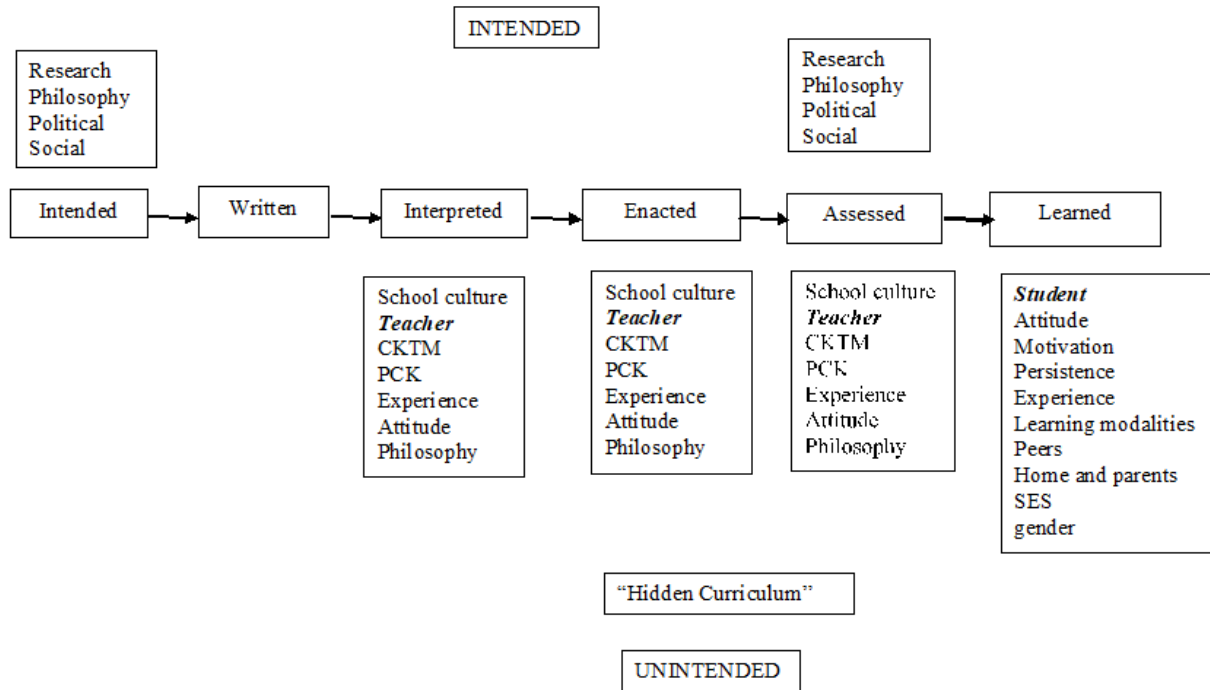 INTENDED
Research
Philosophy
Political
Social
Research
Philosophy
Political
Social
Intended
Written
Interpreted
Enacted
Assessed
Learned
School culture
Teacher
CKTM
PCK
Experience
Attitude
Philosophy
School culture
Teacher
CKTM
PCK
Experience
Attitude
Philosophy
School culture
Teacher
CKTM
PCK
Experience
Attitude
Philosophy
Student
Attitude
Motivation
Persistence
Experience
Learning modalities
Peers
Home and parents
SES
gender
“Hidden Curriculum”
UNINTENDED